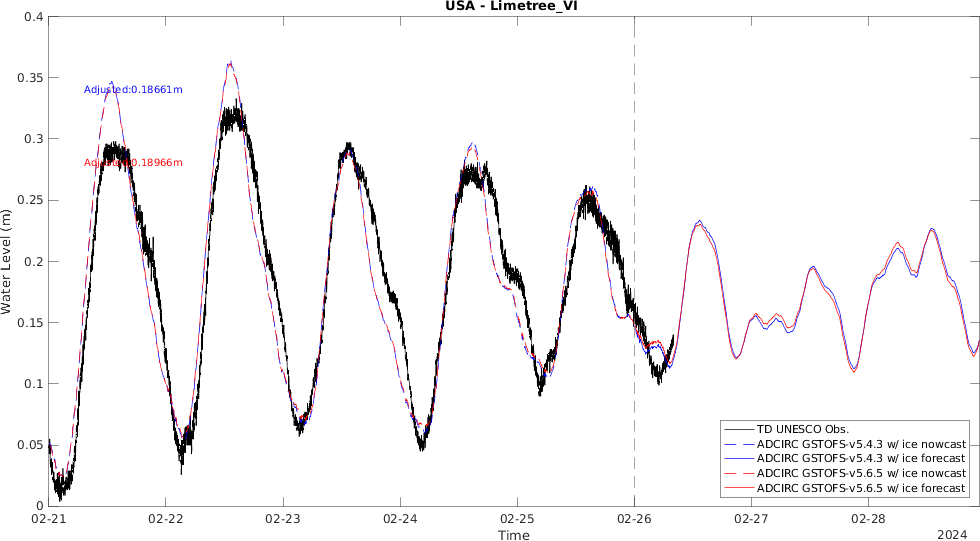 USA - Limetree_VI
0.4
0.35
0.3
0.25
0.2
0.15
0.1
0.05
0
Water Level (m)
Adjusted:0.18661m
Adjusted:0.18966m
TD UNESCO Obs.
ADCIRC GSTOFS-v5.4.3 w/ ice nowcast
ADCIRC GSTOFS-v5.4.3 w/ ice forecast
ADCIRC GSTOFS-v5.6.5 w/ ice nowcast
ADCIRC GSTOFS-v5.6.5 w/ ice forecast
02-21 02-22 02-23 02-24 02-25 02-26 02-27 02-28
Time
2024